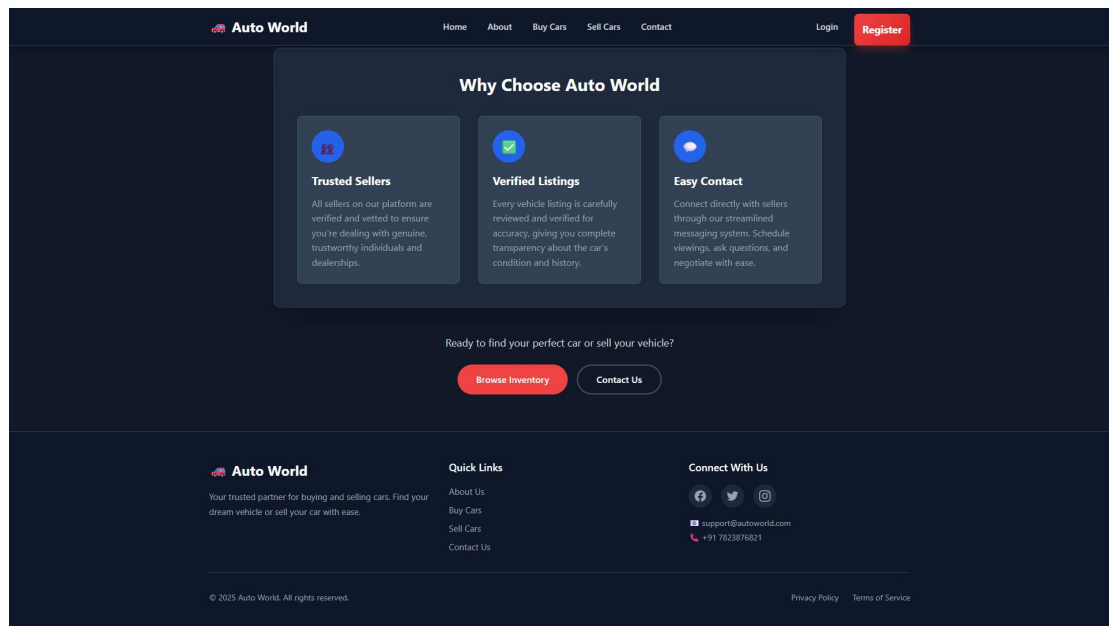 Auto World
Home About Buy Cars Sell Cars Contact
Login Register
Why Choose Auto World
Trusted Sellers
All sellers on our platform are
verified and vetted to ensure
you're dealing with genuine,
trustworthy individuals and
dealerships.
Verified Listings
Every vehicle listing is carefully
reviewed and verified for
accuracy, giving you complete
transparency about the car's
condition and history.
Easy Contact
Connect directly with sellers
through our streamlined
messaging system. Schedule
viewings, ask questions, and
negotiate with ease.
Ready to find your perfect car or sell your vehicle?
Browse Inventory Contact Us
Auto World
Your trusted partner for buying and selling cars. Find your
dream vehicle or sell your car with ease.
Quick Links
About Us
Buy Cars
Sell Cars
Contact Us
Connect With Us
support@autoworld.com
+91 7823876821
© 2025 Auto World. All rights reserved.
Privacy Policy Terms of Service